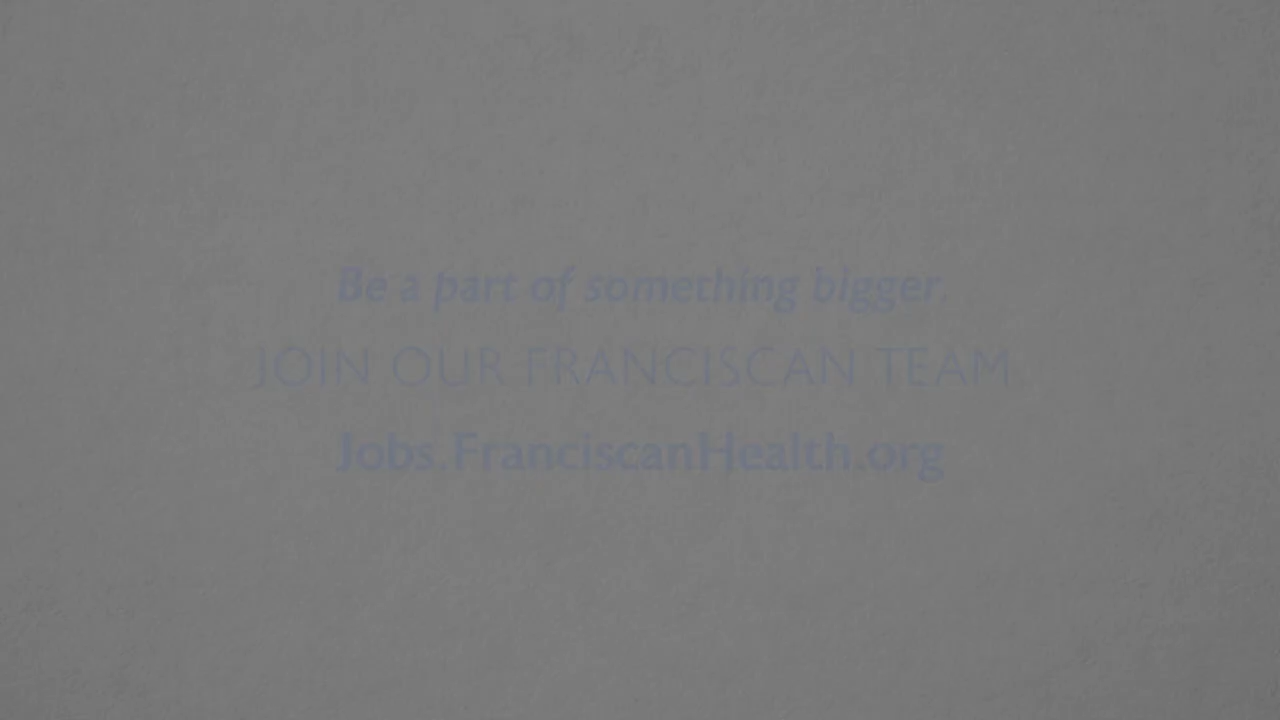 Be a part of something bigger.
JOIN OUR FRANCISCAN TEAM
Jobs.FranciscanHealth.org